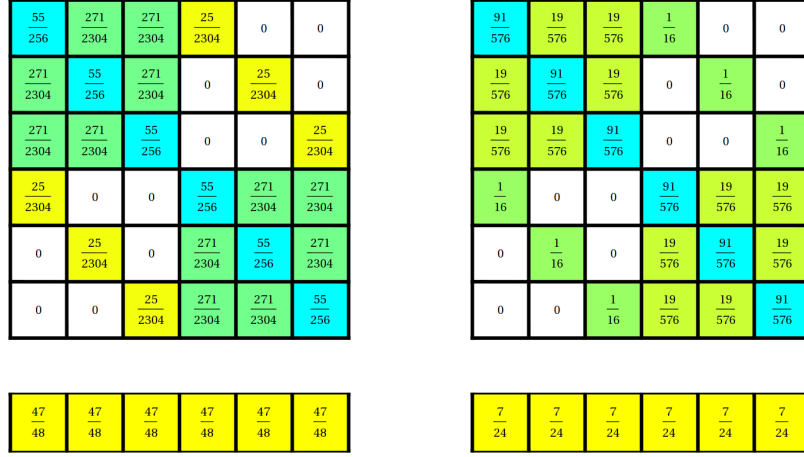 55/256 271/2304 271/2304 25/2304 0 0
271/2304 55/256 271/2304 0 25/2304 0
271/2304 271/2304 55/256 0 0 25/2304
25/2304 0 0 55/256 271/2304 271/2304
0 25/2304 0 271/2304 55/256 271/2304
0 0 25/2304 271/2304 271/2304 55/256
47/48 47/48 47/48 47/48 47/48 47/48
91/576 19/576 19/576 1/16 0 0
19/576 91/576 19/576 0 1/16 0
19/576 19/576 91/576 0 0 1/16
1/16 0 0 91/576 19/576 19/576
0 1/16 0 19/576 91/576 19/576
0 0 1/16 19/576 19/576 91/576
7/24 7/24 7/24 7/24 7/24 7/24